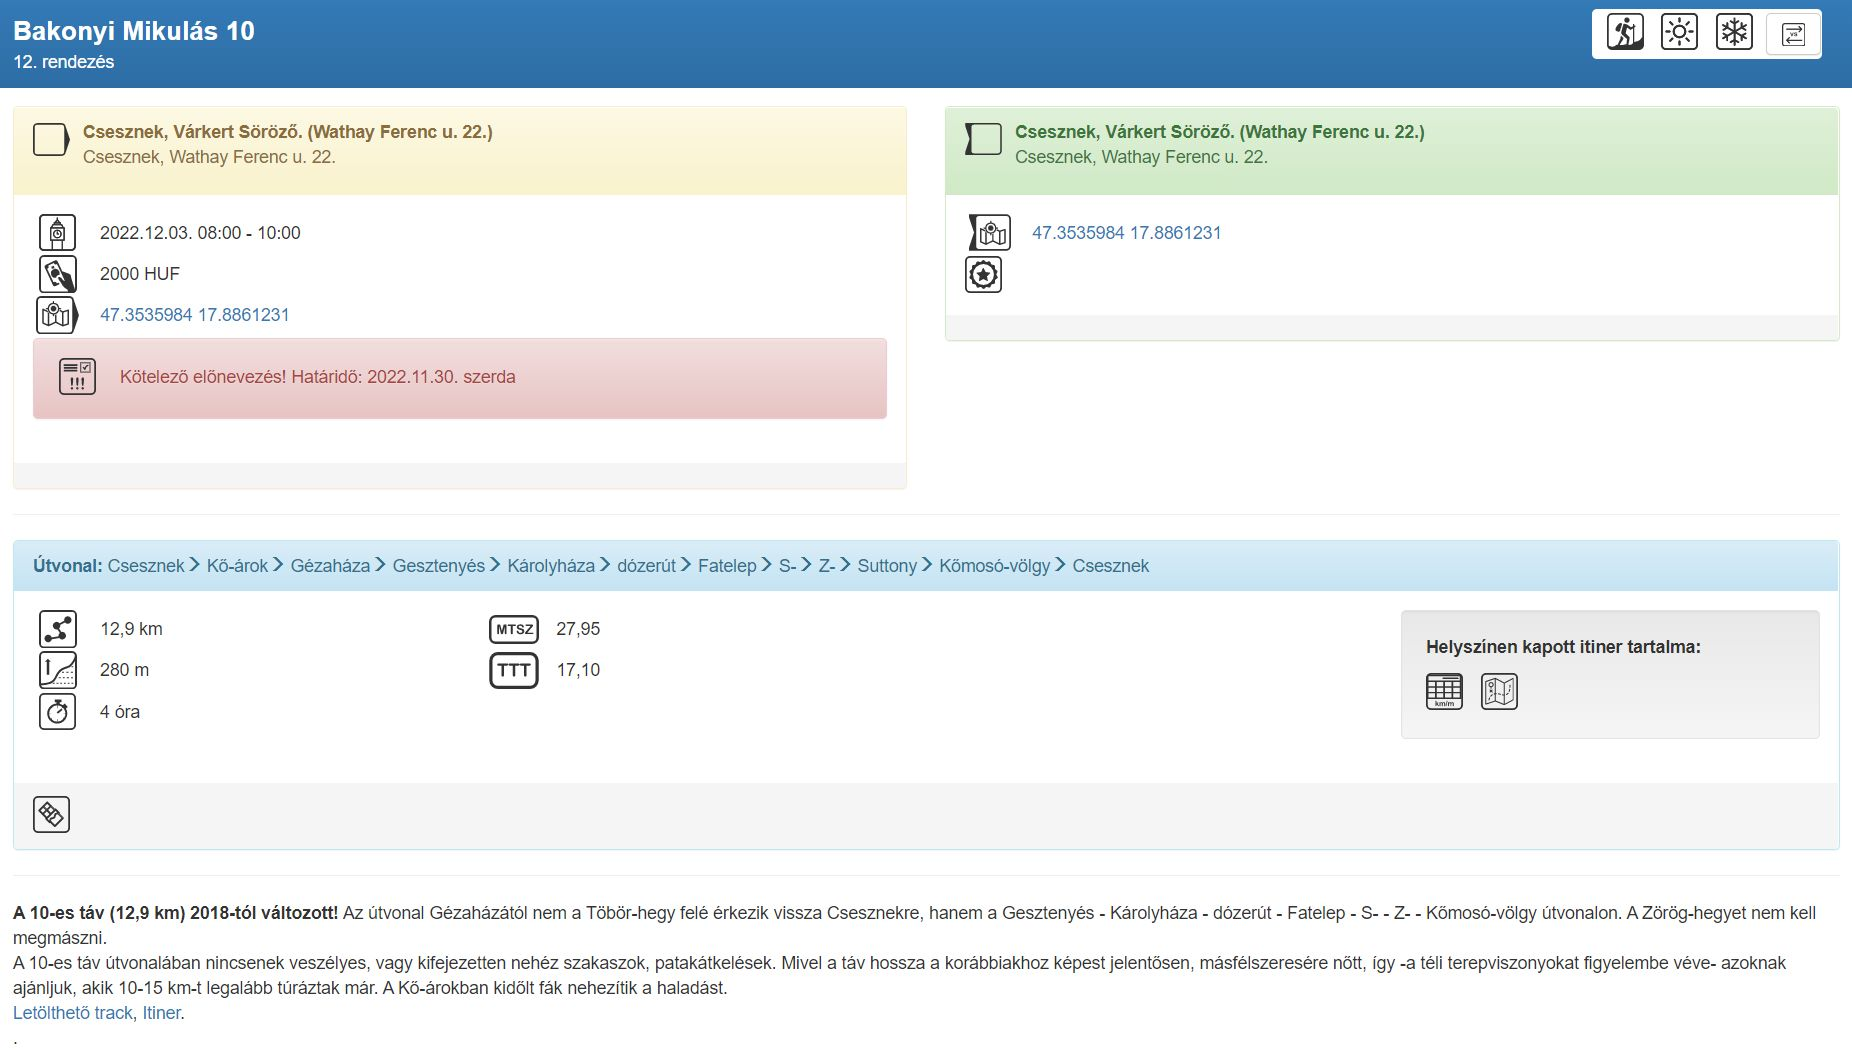 Bakonyi Mikulás 10
12. rendezés
vs
Csesznek, Várkert Söröző. (Wathay Ferenc u. 22.)
Csesznek, Wathay Ferenc u. 22.
2022.12.03. 08:00 - 10:00
2000 HUF
47.3535984 17.8861231
!!!
Kötelező előnevezés! Határidő: 2022.11.30. szerda
Csesznek, Várkert Söröző. (Wathay Ferenc u. 22.)
Csesznek, Wathay Ferenc u. 22.
47.3535984 17.8861231
Útvonal: Csesznek > Kő-árok > Gézaháza > Gesztenyés > Károlyháza > dózerút > Fatelep > S- > Z- > Suttony > Kőmosó-völgy > Csesznek
12,9 km
280 m
4 óra
MTSZ 27,95
TTT 17,10
Helyszínen kapott itiner tartalma:
km/m
A 10-es táv (12,9 km) 2018-tól változott! Az útvonal Gézaházától nem a Töbör-hegy felé érkezik vissza Csesznekre, hanem a Gesztenyés - Károlyháza - dózerút - Fatelep - S- - Z- - Kőmosó-völgy útvonalon. A Zörög-hegyet nem kell
megmászni.
A 10-es táv útvonalában nincsenek veszélyes, vagy kifejezetten nehéz szakaszok, patakátkelések. Mivel a táv hossza a korábbiakhoz képest jelentősen, másfélszeresére nőtt, így -a téli terepviszonyokat figyelembe véve- azoknak
ajánljuk, akik 10-15 km-t legalább túráztak már. A Kő-árokban kidőlt fák nehezítik a haladást.
Letölthető track, Itiner.
.